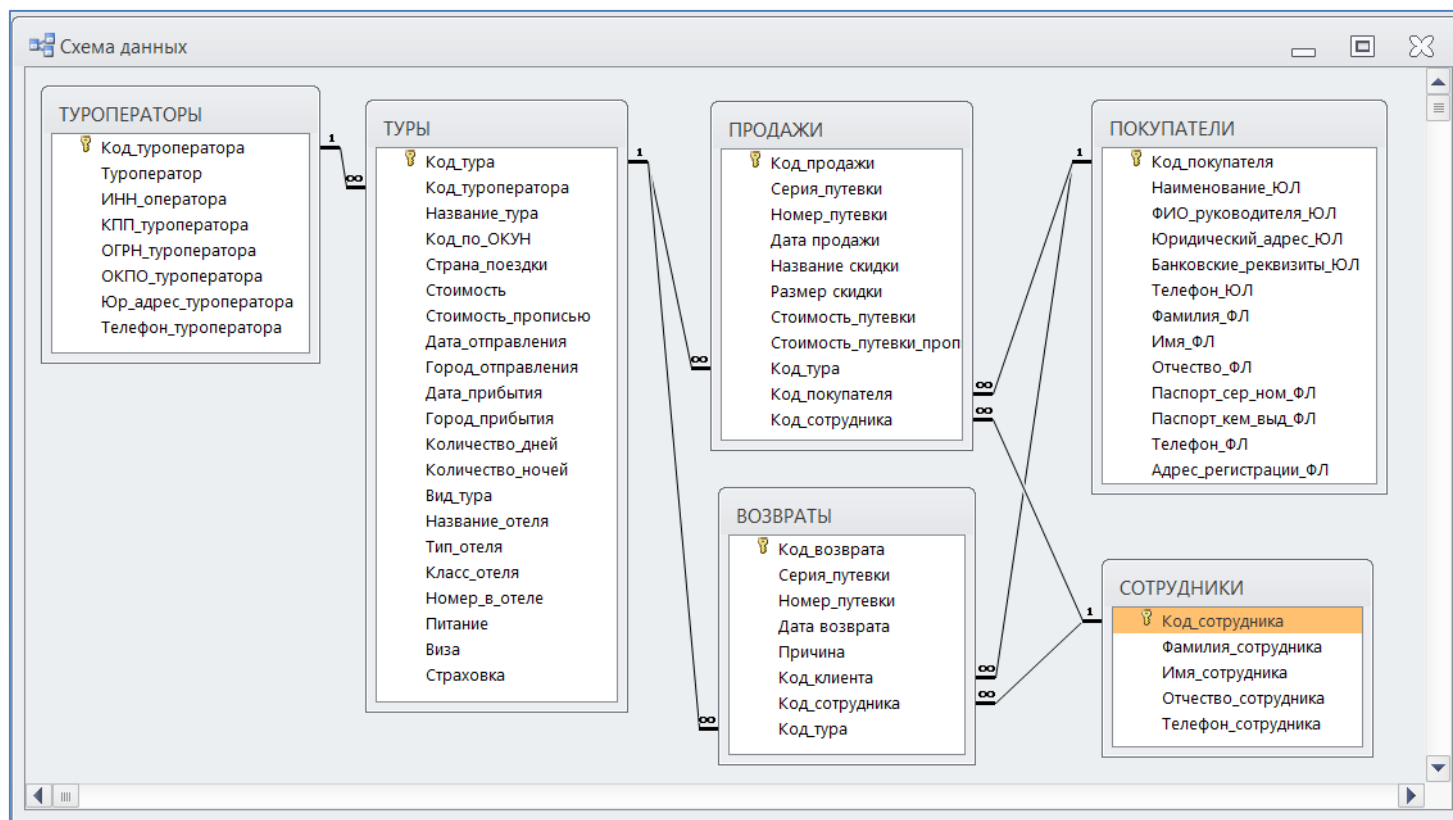 Схема данных
ТУРОПЕРАТОРЫ
Код_туроператора
Туроператор
ИНН_оператора
КПП_туроператора
ОГРН_туроператора
ОКПО_туроператора
Юр_адрес_туроператора
Телефон_туроператора
1
∞
ТУРЫ
Код_тура
Код_туроператора
Название_тура
Код_по_ОКУН
Страна_поездки
Стоимость
Стоимость_прописью
Дата_отправления
Город_отправления
Дата_прибытия
Город_прибытия
Количество_дней
Количество_ночей
Вид_тура
Название_отеля
Тип_отеля
Класс_отеля
Номер_в_отеле
Питание
Виза
Страховка
1
∞
∞
ПРОДАЖИ
Код_продажи
Серия_путевки
Номер_путевки
Дата продажи
Название скидки
Размер скидки
Стоимость_путевки
Стоимость_путевки_проп
Код_тура
Код_покупателя
Код_сотрудника
∞
∞
ВОЗВРАТЫ
Код_возврата
Серия_путевки
Номер_путевки
Дата возврата
Причина
Код_клиента
Код_сотрудника
Код_тура
∞
∞
1
ПОКУПАТЕЛИ
Код_покупателя
Наименование_ЮЛ
ФИО_руководителя_ЮЛ
Юридический_адрес_ЮЛ
Банковские_реквизиты_ЮЛ
Телефон_ЮЛ
Фамилия_ФЛ
Имя_ФЛ
Отчество_ФЛ
Паспорт_сер_ном_ФЛ
Паспорт_кем_выд_ФЛ
Телефон_ФЛ
Адрес_регистрации_ФЛ
1
СОТРУДНИКИ
Код_сотрудника
Фамилия_сотрудника
Имя_сотрудника
Отчество_сотрудника
Телефон_сотрудника